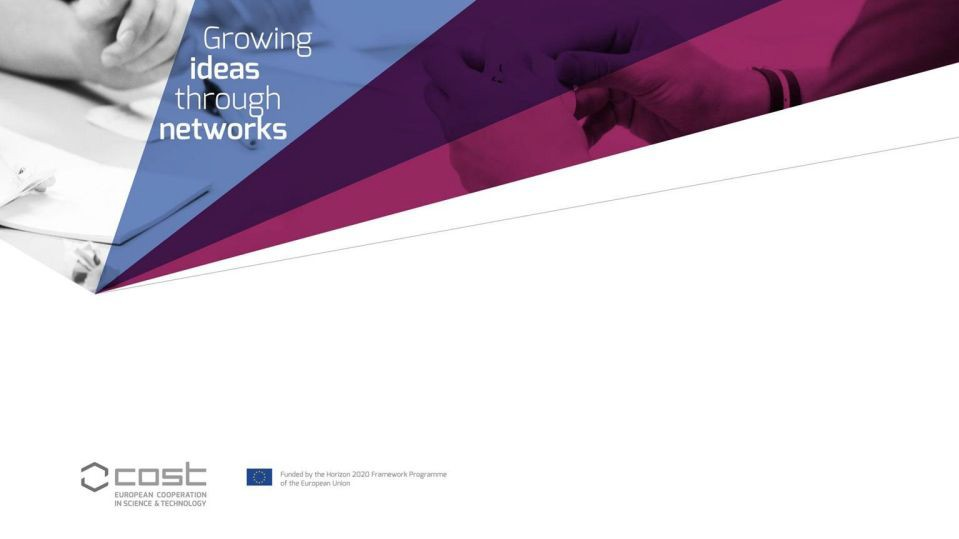 Growing
ideas
through
networks
cost
EUROPEAN COOPERATION
IN SCIENCE & TECHNOLOGY
Funded by the Horizon 2020 Framework Programme
of the European Union